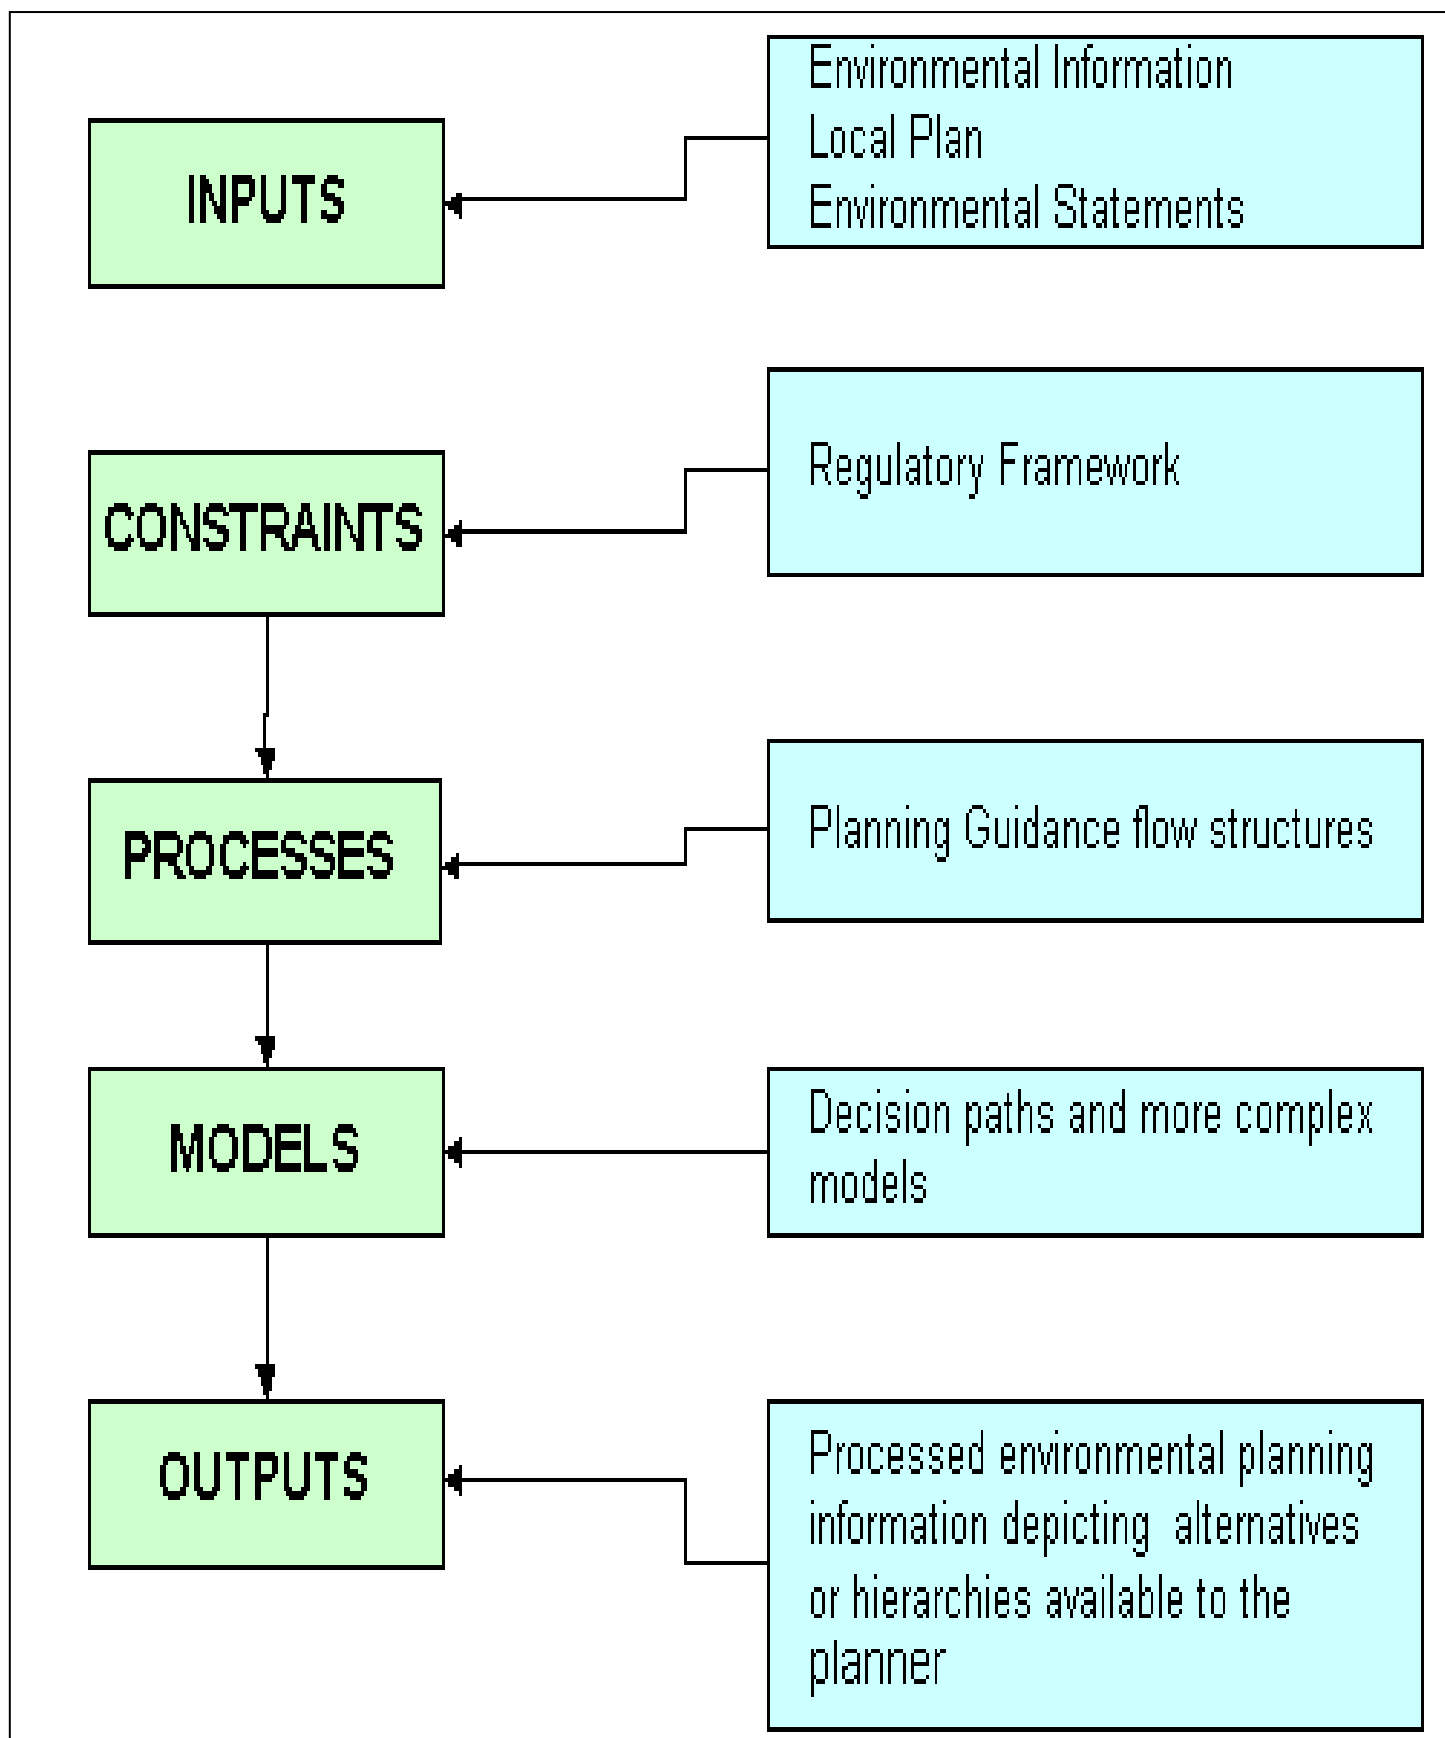 INPUTS
Environmental Information
Local Plan
Environmental Statements
CONSTRAINTS
Regulatory Framework
PROCESSES
Planning Guidance flow structures
MODELS
Decision paths and more complex
models
OUTPUTS
Processed environmental planning
information depicting alternatives
or hierarchies available to the
planner